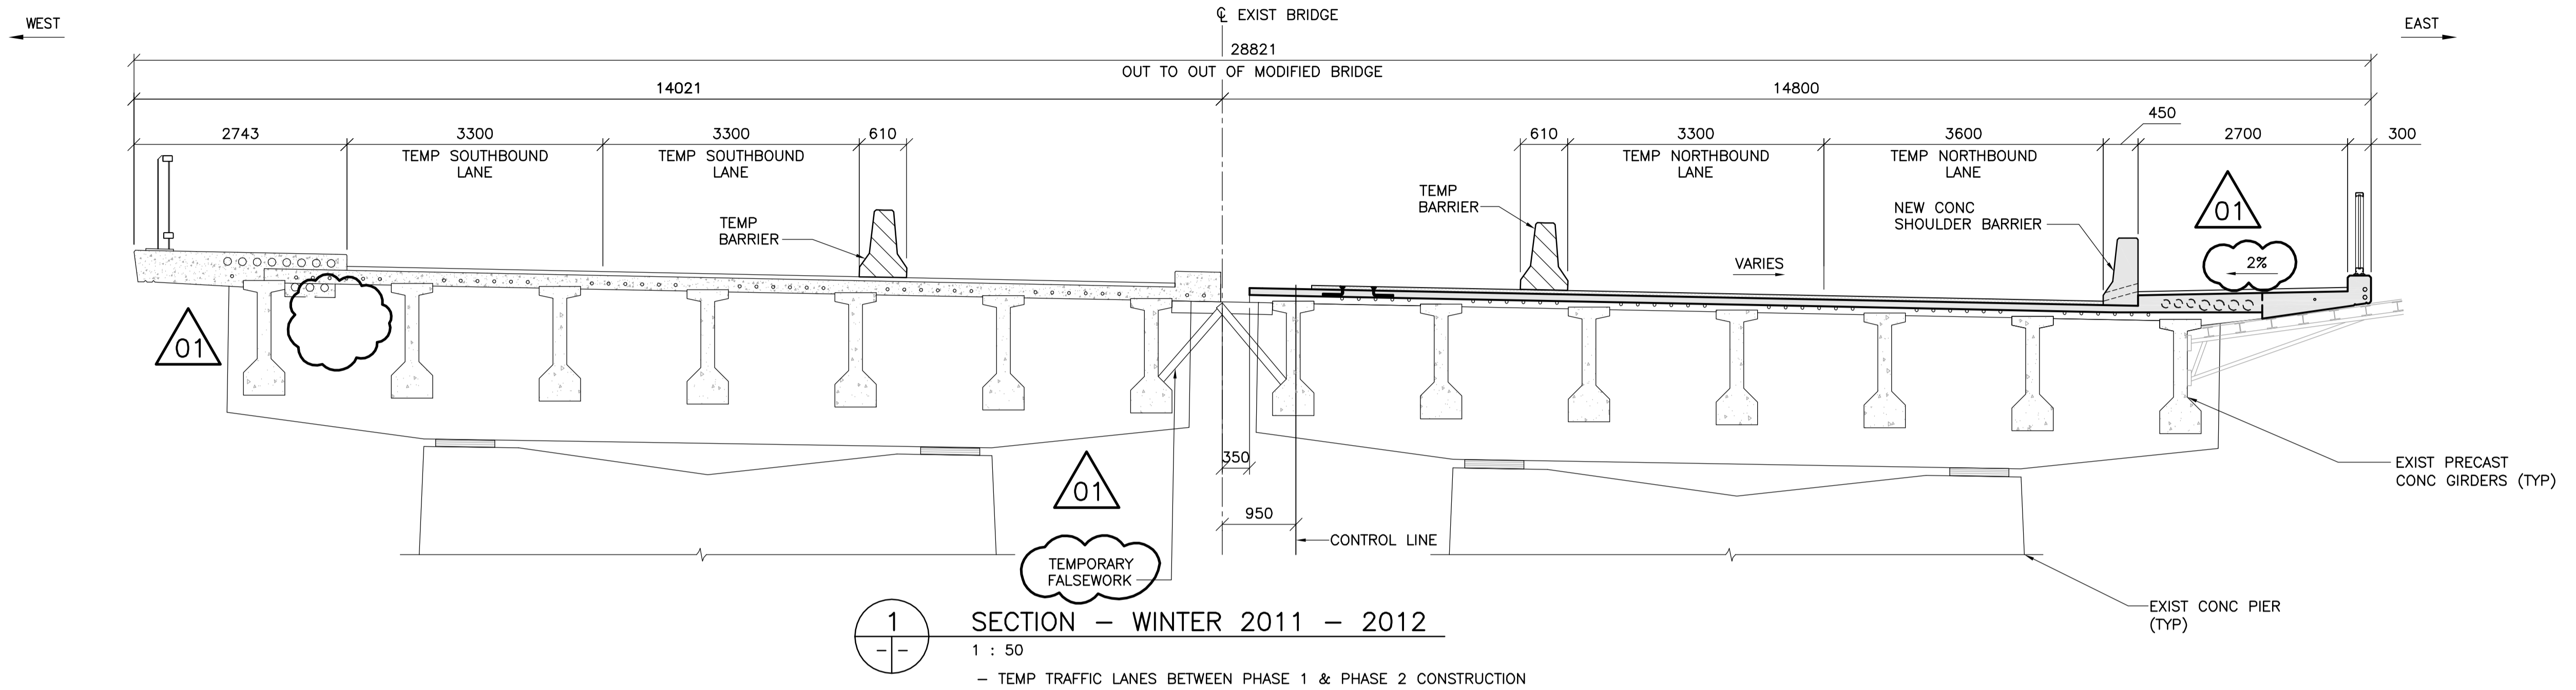 WEST
℄ EXIST BRIDGE
EAST
28821
OUT TO OUT OF MODIFIED BRIDGE
14021
14800
2743
3300
3300
610
610
3300
3600
450
2700
300
TEMP SOUTHBOUND
LANE
TEMP SOUTHBOUND
LANE
TEMP NORTHBOUND
LANE
TEMP NORTHBOUND
LANE
TEMP
BARRIER
TEMP
BARRIER
NEW CONC
SHOULDER BARRIER
01
VARIES
2%
01
350
01
950
CONTROL LINE
EXIST PRECAST
CONC GIRDERS (TYP)
TEMPORARY
FALSEWORK
EXIST CONC PIER
(TYP)
1
--
SECTION - WINTER 2011 - 2012
1 : 50
- TEMP TRAFFIC LANES BETWEEN PHASE 1 & PHASE 2 CONSTRUCTION